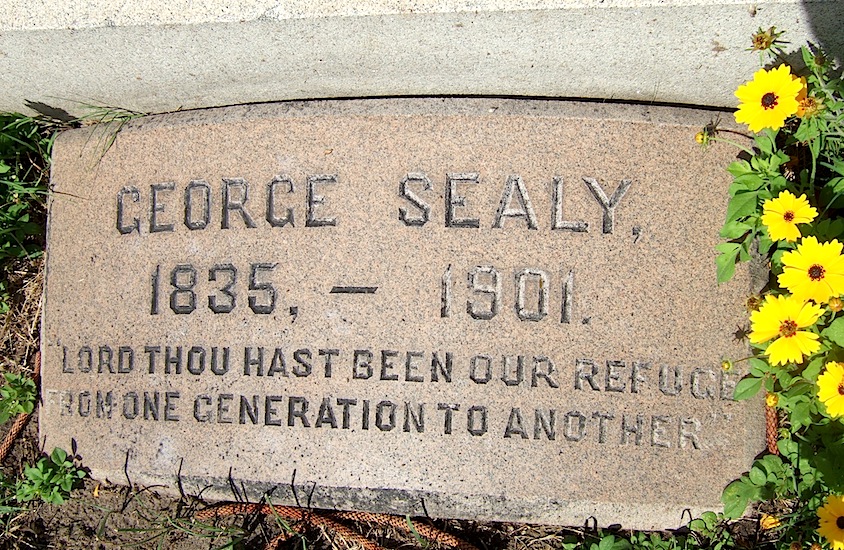 GEORGE SEALY,
1835, — 1901.
"LORD THOU HAST BEEN OUR REFUGE
FROM ONE GENERATION TO ANOTHER"